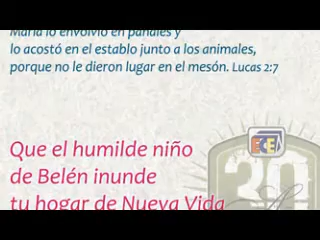 María lo envolvió en pañales y
lo acostó en el establo junto a los animales,
porque no le dieron lugar en el mesón. Lucas 2:7
Que el humilde niño
de Belén inunde
tu hogar de Nueva Vida
30